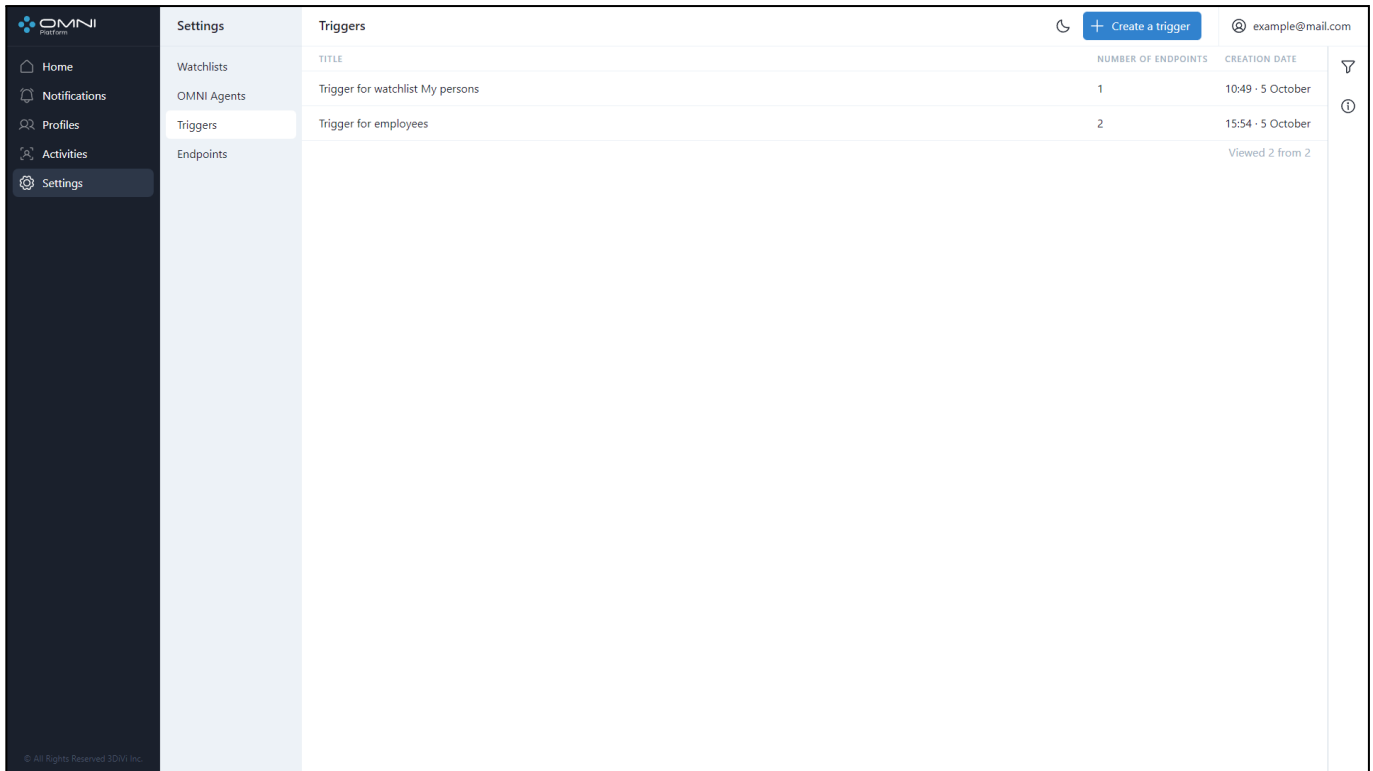 OMNI
Platform
Home
Notifications
Profiles
Activities
Settings
© All Rights Reserved 3DiVi Inc.
Settings
Watchlists
OMNI Agents
Triggers
Endpoints
Triggers
Create a trigger
example@mail.com
TITLE NUMBER OF ENDPOINTS CREATION DATE
Trigger for watchlist My persons 1 10:49 · 5 October
Trigger for employees 2 15:54 · 5 October
Viewed 2 from 2